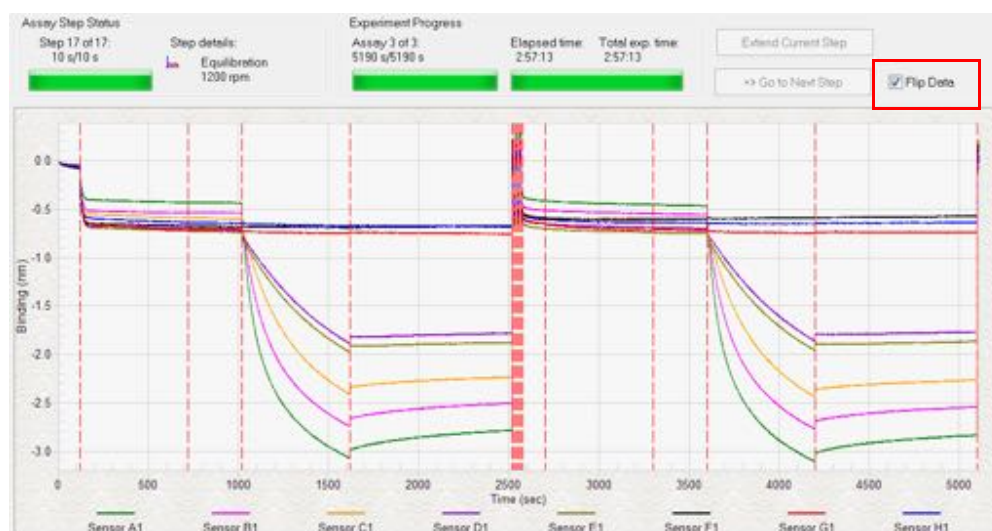 Assay Step Status
Experiment Progress
Step 17 of 17:
10 s/10 s
Step details:
Equilibration
1200 rpm
Assay 3 of 3:
5190 s/5190 s
Elapsed time:
2:57:13
Total exp. time:
2:57:13
Extend Current Step
>> Go to Next Step
Flip Data
Binding (nm)
0.0
-0.5
-1.0
-1.5
-2.0
-2.5
-3.0
0 500 1000 1500 2000 2500 3000 3500 4000 4500 5000
Time (sec)
Sensor A1 Sensor B1 Sensor C1 Sensor D1 Sensor E1 Sensor F1 Sensor G1 Sensor H1